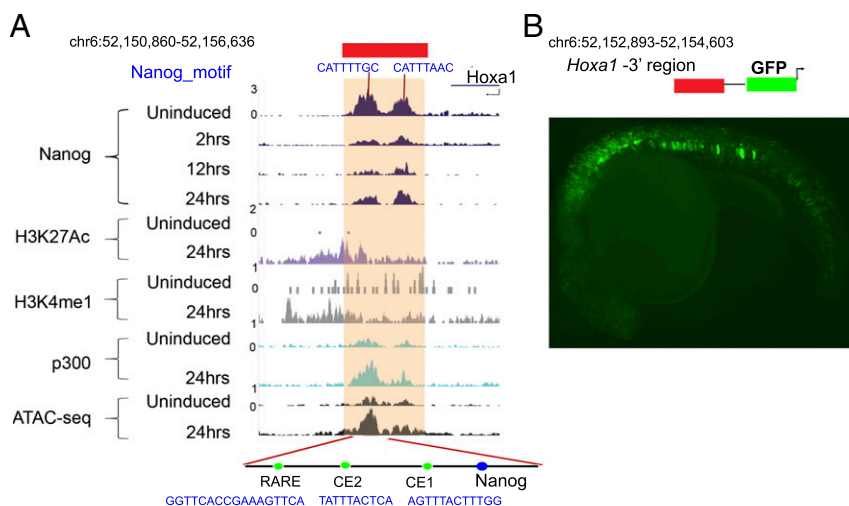 A
chr6:52,150,860-52,156,636
Nanog_motif
CATTTTGC CATTTAAC
Hoxa1
3
0
Nanog
Uninduced
2hrs
12hrs
24hrs
2
0
H3K27Ac
Uninduced
24hrs
1
0
H3K4me1
Uninduced
24hrs
1
0
p300
Uninduced
24hrs
1
0
ATAC-seq
Uninduced
24hrs
RARE CE2 CE1 Nanog
GGTTCACCGAAAGTTCA TATTTACTCA AGTTTACTTTGG
B
chr6:52,152,893-52,154,603
Hoxa1 -3' region
GFP